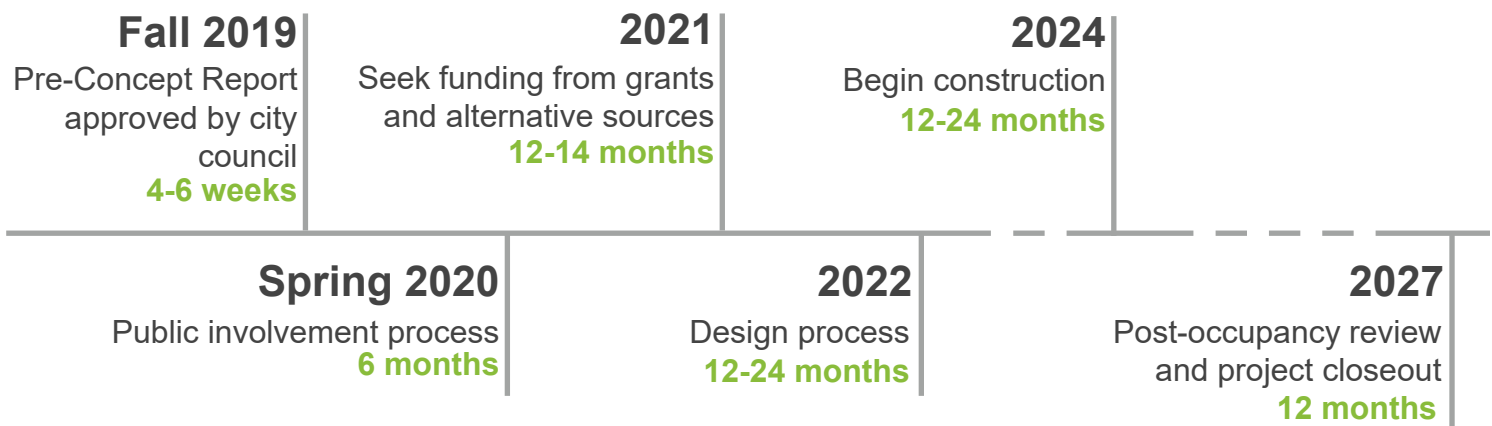 Fall 2019
Pre-Concept Report
approved by city
council
4-6 weeks
Spring 2020
Public involvement process
6 months
2021
Seek funding from grants
and alternative sources
12-14 months
2022
Design process
12-24 months
2024
Begin construction
12-24 months
2027
Post-occupancy review
and project closeout
12 months